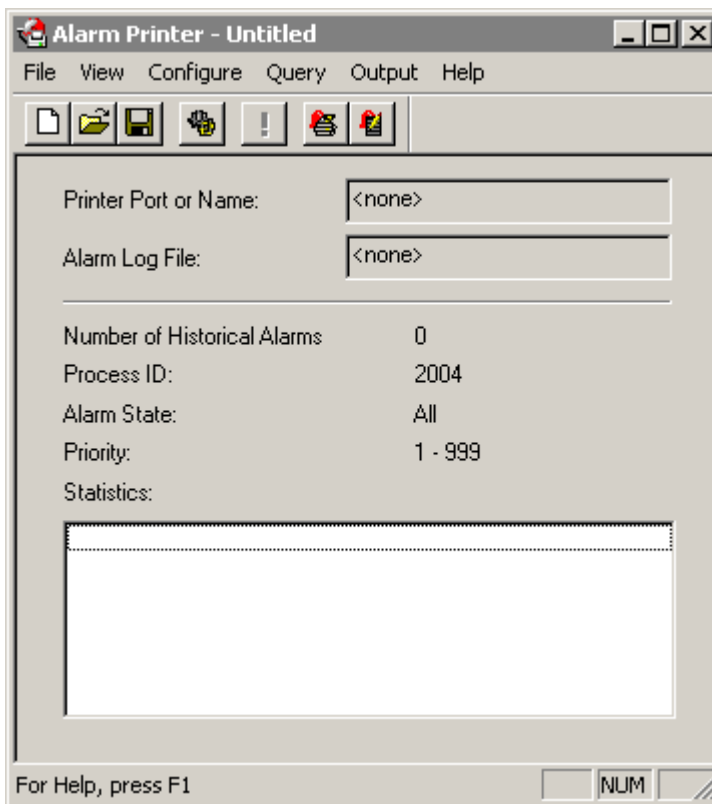 Alarm Printer - Untitled
File View Configure Query Output Help
Printer Port or Name: <none>
Alarm Log File: <none>
Number of Historical Alarms 0
Process ID: 2004
Alarm State: All
Priority: 1 - 999
Statistics:
For Help, press F1 NUM